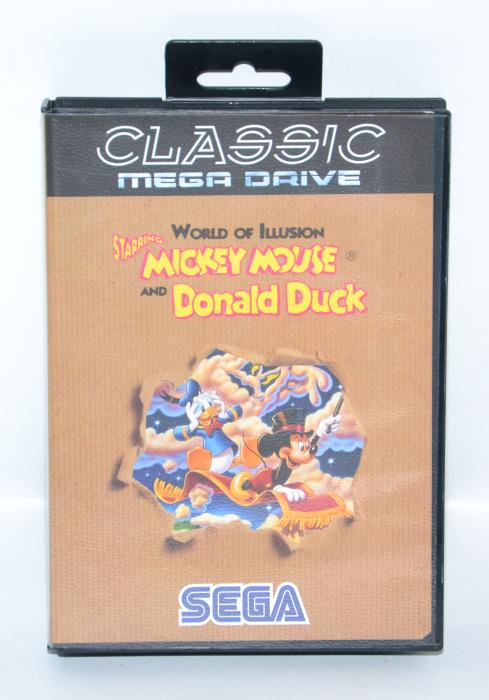 CLASSIC
MEGA DRIVE
WORLD OF ILLUSION
STARRING
MICKEY MOUSE ®
AND Donald Duck
SEGA